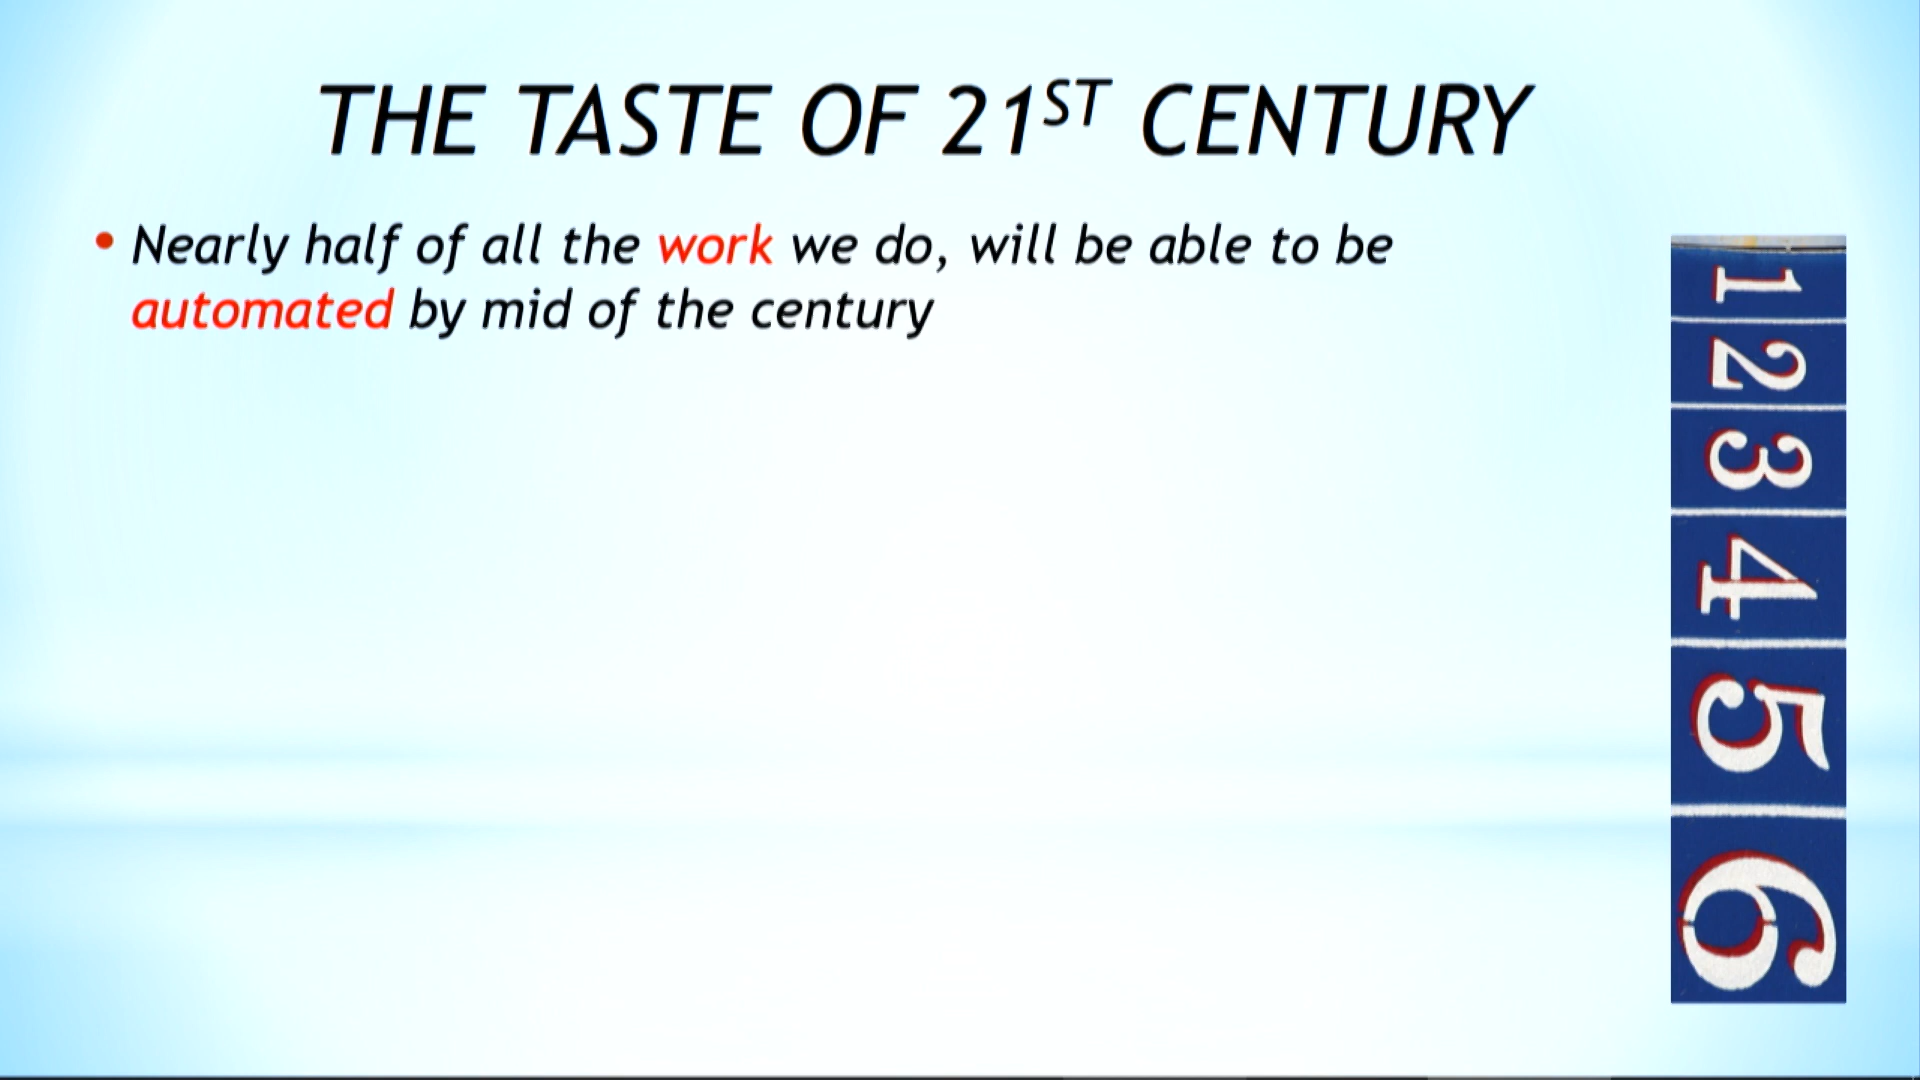 THE TASTE OF 21ST CENTURY
• Nearly half of all the work we do, will be able to be
automated by mid of the century
1
2
3
4
5
6